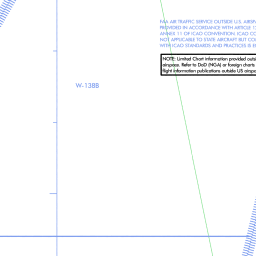 FAA AIR TRAFFIC SERVICE OUTSIDE U.S. AIRSP
PROVIDED IN ACCORDANCE WITH ARTICLE 1
ANNEX 11 OF ICAO CONVENTION. ICAO CO
NOT APPLICABLE TO STATE AIRCRAFT BUT CO
WITH ICAO STANDARDS AND PRACTICES IS E
NOTE: Limited Chart information provided outsid
airspace. Refer to DoD (NGA) or foreign charts
flight information publications outside US airspa
W-138B